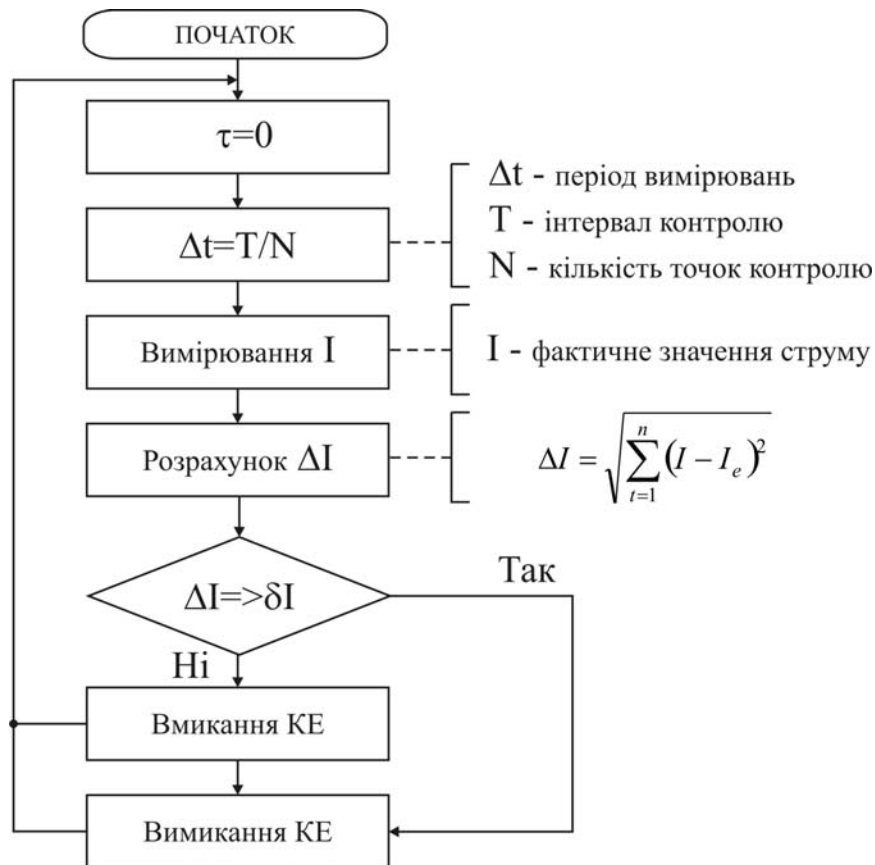 ПОЧАТОК
τ=0
Δt=T/N
Δt - період вимірювань
T - інтервал контролю
N - кількість точок контролю
Вимірювання I
I - фактичне значення струму
Розрахунок ΔI
ΔI = √(∑_{t=1}^{n} (I − I_e)²)
ΔI=>δI
Так
Ні
Вмикання КЕ
Вимикання КЕ